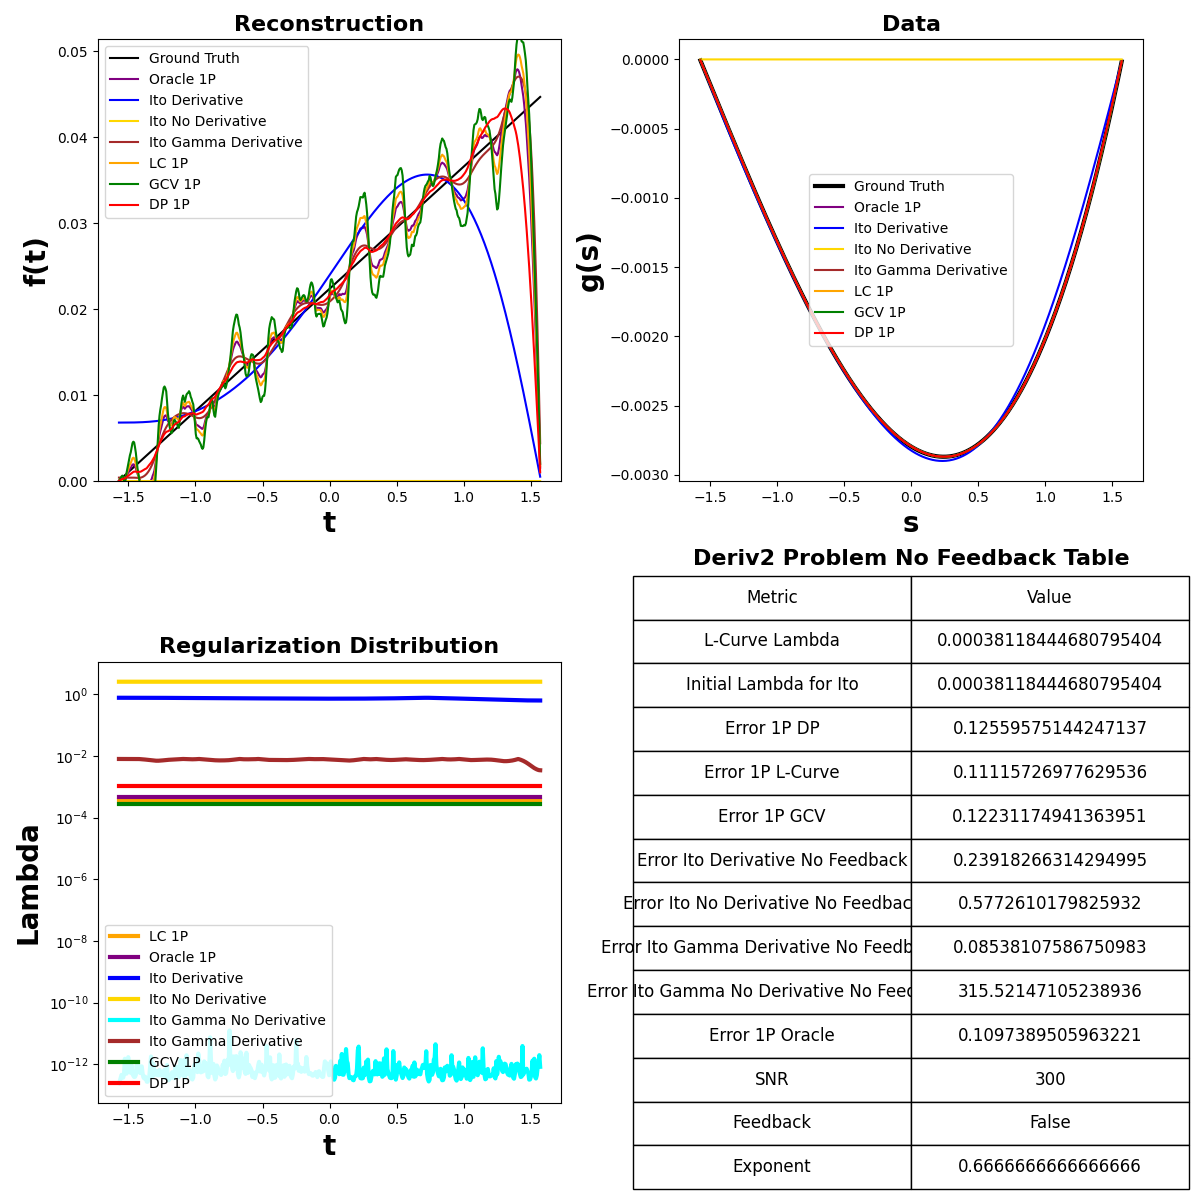 Reconstruction
0.05
0.04
0.03
0.02
0.01
0.00
f(t)
Ground Truth
Oracle 1P
Ito Derivative
Ito No Derivative
Ito Gamma Derivative
LC 1P
GCV 1P
DP 1P
−1.5 −1.0 −0.5 0.0 0.5 1.0 1.5
t
Data
0.0000
−0.0005
−0.0010
−0.0015
−0.0020
−0.0025
−0.0030
g(s)
Ground Truth
Oracle 1P
Ito Derivative
Ito No Derivative
Ito Gamma Derivative
LC 1P
GCV 1P
DP 1P
−1.5 −1.0 −0.5 0.0 0.5 1.0 1.5
s
Regularization Distribution
10^0
10^−2
10^−4
10^−6
10^−8
10^−10
10^−12
Lambda
LC 1P
Oracle 1P
Ito Derivative
Ito No Derivative
Ito Gamma No Derivative
Ito Gamma Derivative
GCV 1P
DP 1P
−1.5 −1.0 −0.5 0.0 0.5 1.0 1.5
t
Deriv2 Problem No Feedback Table
Metric Value
L-Curve Lambda 0.00038118444680795404
Initial Lambda for Ito 0.00038118444680795404
Error 1P DP 0.12559575144247137
Error 1P L-Curve 0.11115726977629536
Error 1P GCV 0.12231174941363951
Error Ito Derivative No Feedback 0.23918266314294995
Error Ito No Derivative No Feedbac 0.5772610179825932
Error Ito Gamma Derivative No Feedb 0.08538107586750983
Error Ito Gamma No Derivative No Feed 315.52147105238936
Error 1P Oracle 0.1097389505963221
SNR 300
Feedback False
Exponent 0.6666666666666666